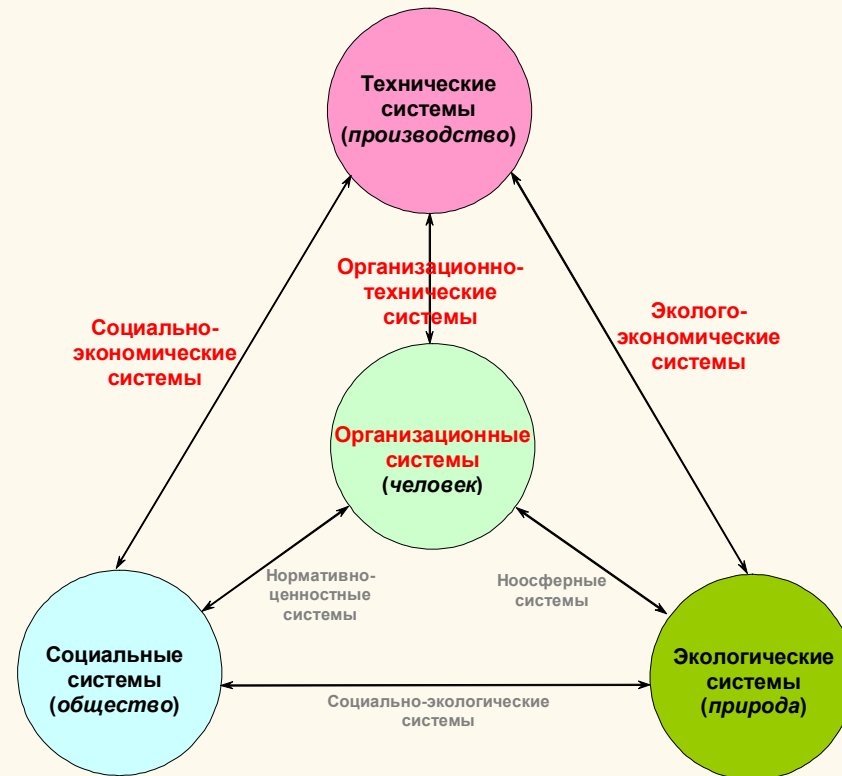 Технические
системы
(производство)
Организационно-
технические
системы
Социально-
экономические
системы
Эколого-
экономические
системы
Организационные
системы
(человек)
Нормативно-
ценностные
системы
Ноосферные
системы
Социальные
системы
(общество)
Экологические
системы
(природа)
Социально-экологические
системы